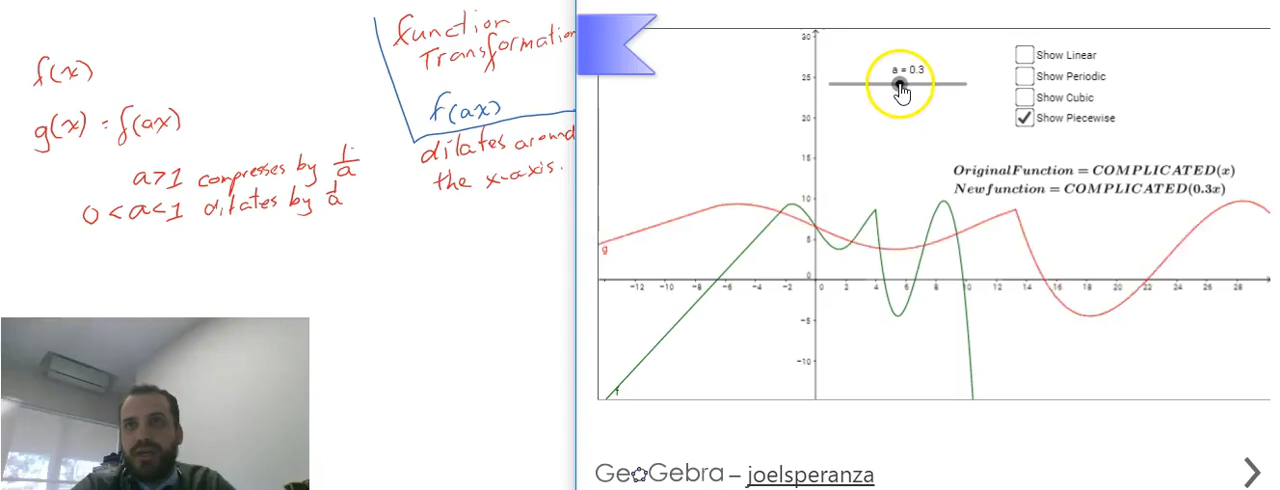 f(x)
g(x) = f(ax)
a>1 compresses by 1/a
0<a<1 dilates by 1/a
function
Transformation
f(ax)
dilates around
the x-axis.
a = 0.3
Show Linear
Show Periodic
Show Cubic
Show Piecewise
OriginalFunction = COMPLICATED(x)
Newfunction = COMPLICATED(0.3x)
30
25
20
15
10
5
0
−5
−10
−12 −10 −8 −6 −4 −2 0 2 4 6 8 10 12 14 16 18 20 22 24 26 28
g
f
GeoGebra – joelsperanza